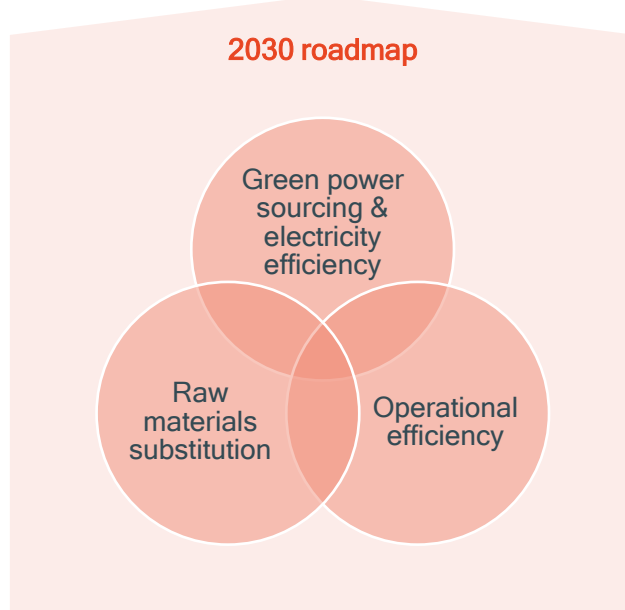 2030 roadmap
Green power
sourcing &
electricity
efficiency
Raw
materials
substitution
Operational
efficiency